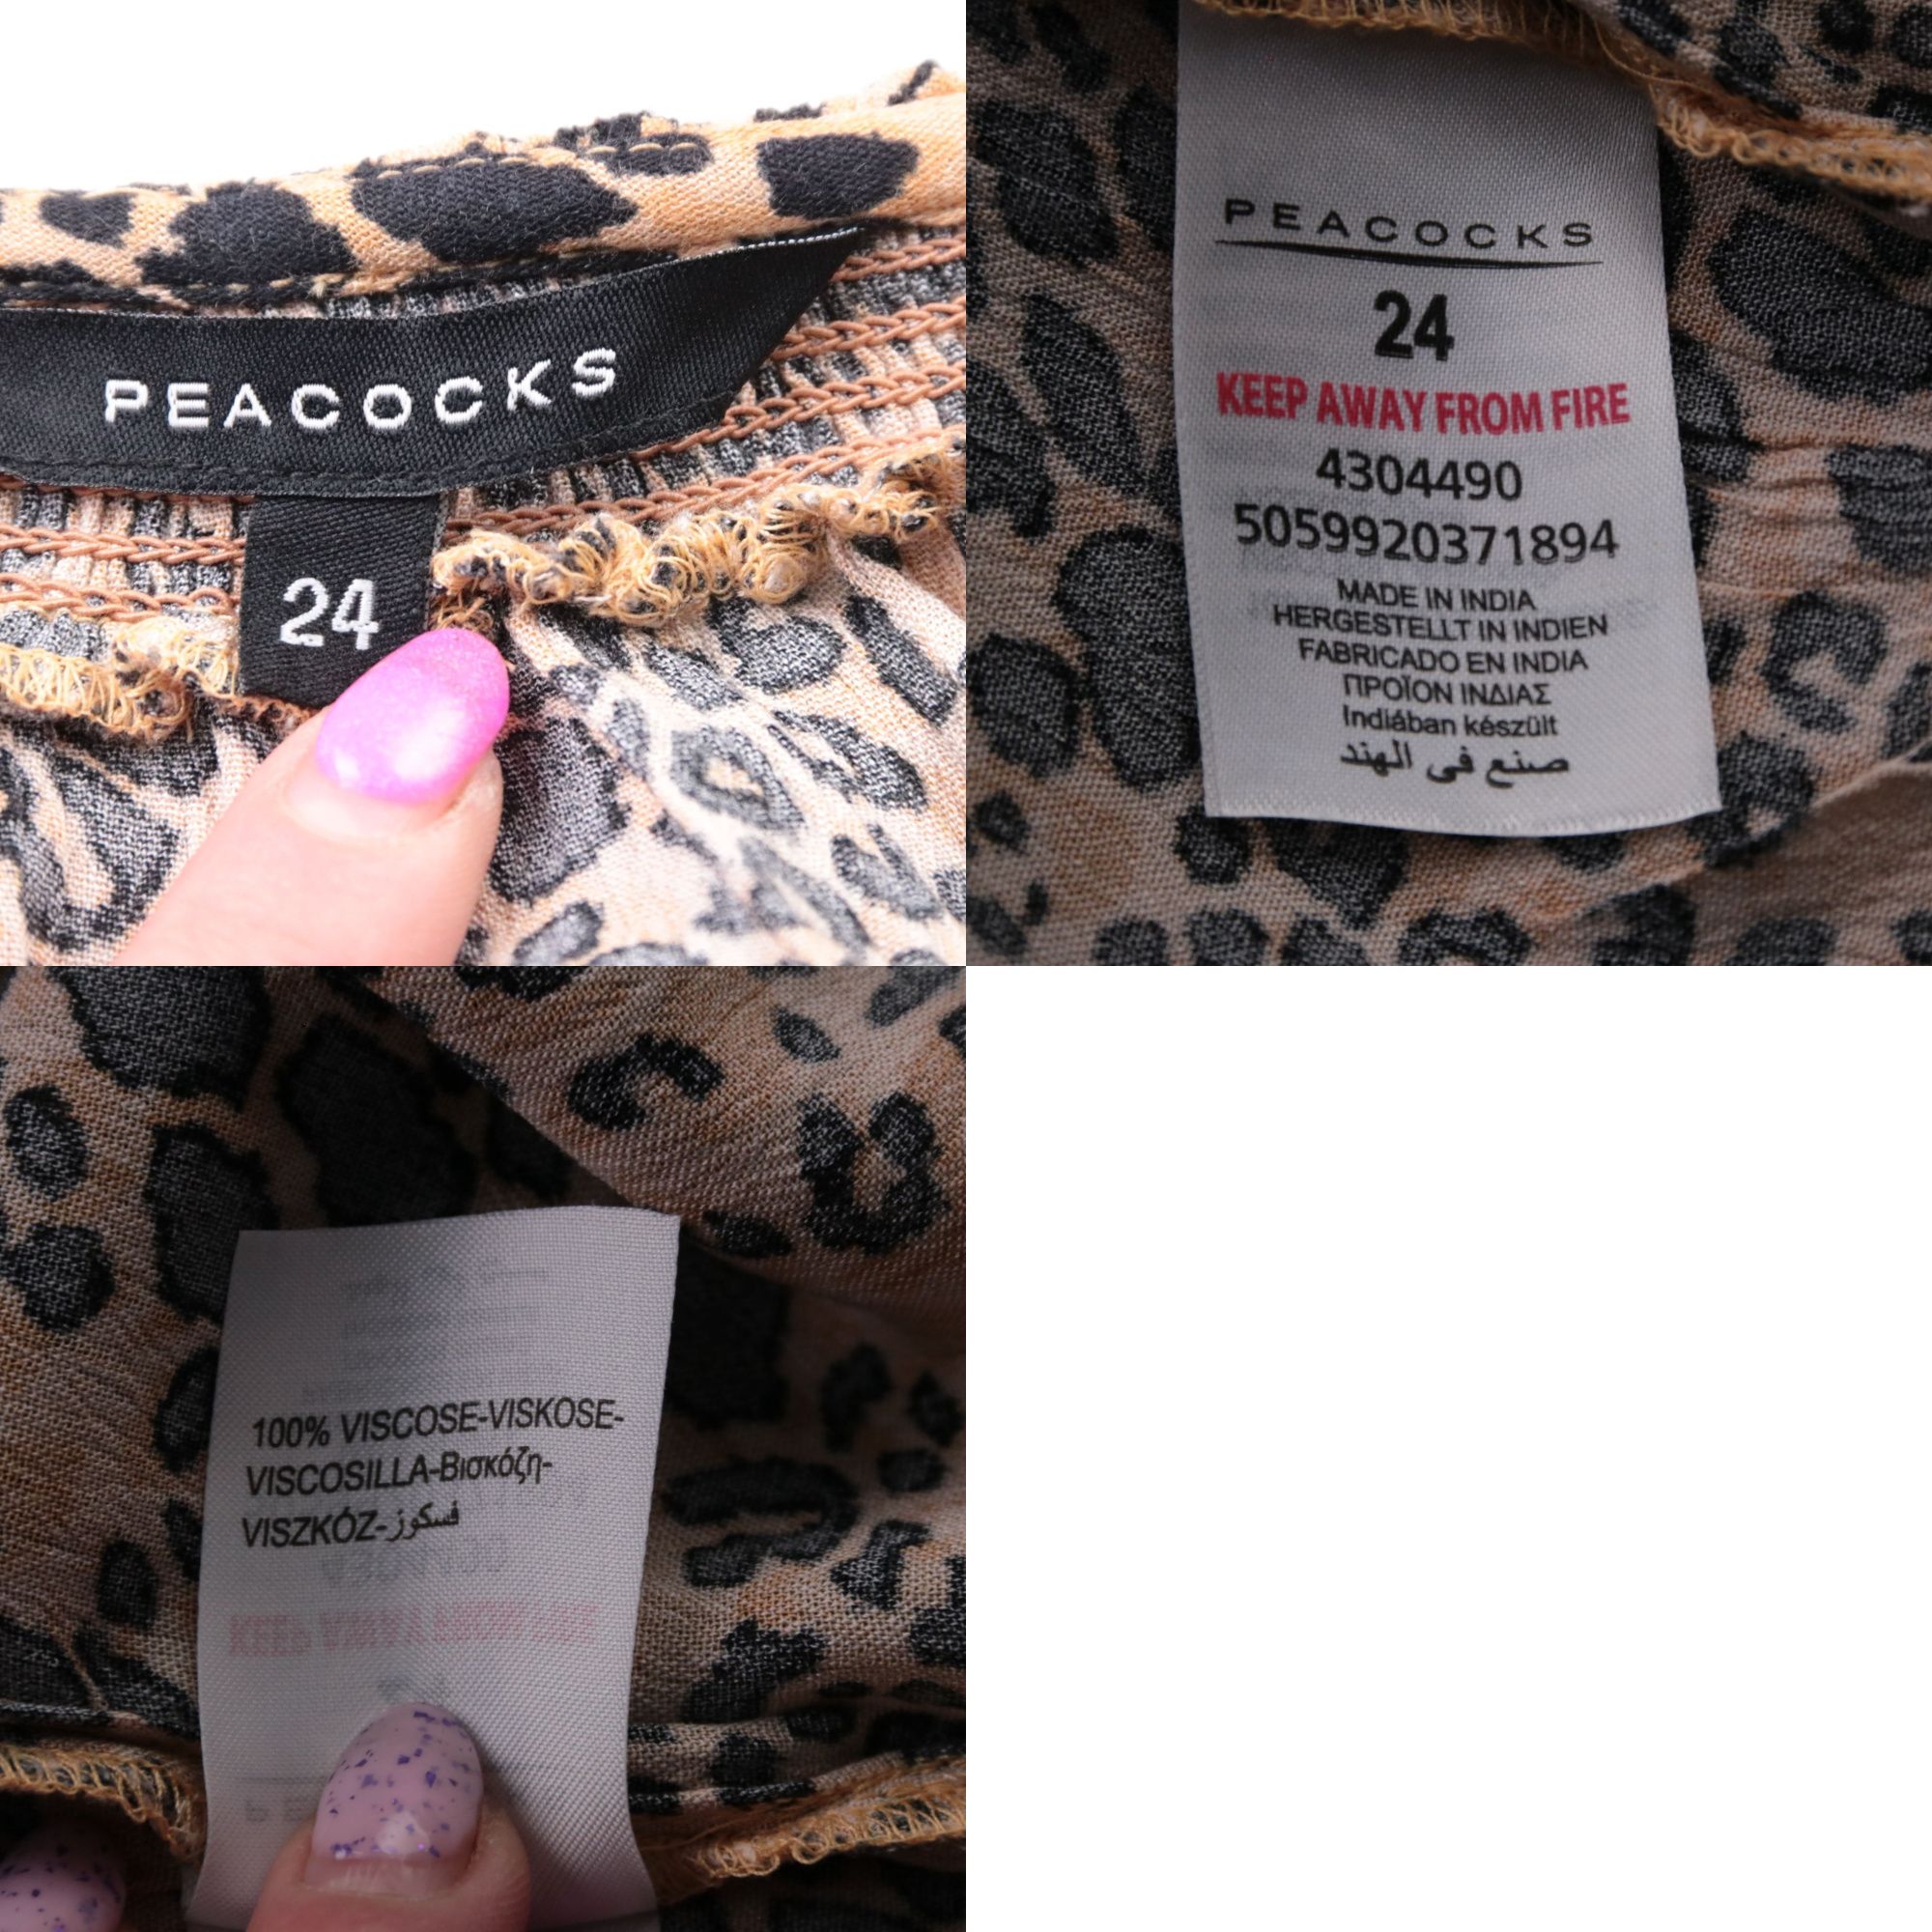 PEACOCKS
24
PEACOCKS
24
KEEP AWAY FROM FIRE
4304490
5059920371894
MADE IN INDIA
HERGESTELLT IN INDIEN
FABRICADO EN INDIA
ΠΡΟΪΟΝ ΙΝΔΙΑΣ
Indiában készült
صنع في الهند
100% VISCOSE-VISKOSE-
VISCOSILLA-Βισκόζη-
VISZKÓZ-فسكوز